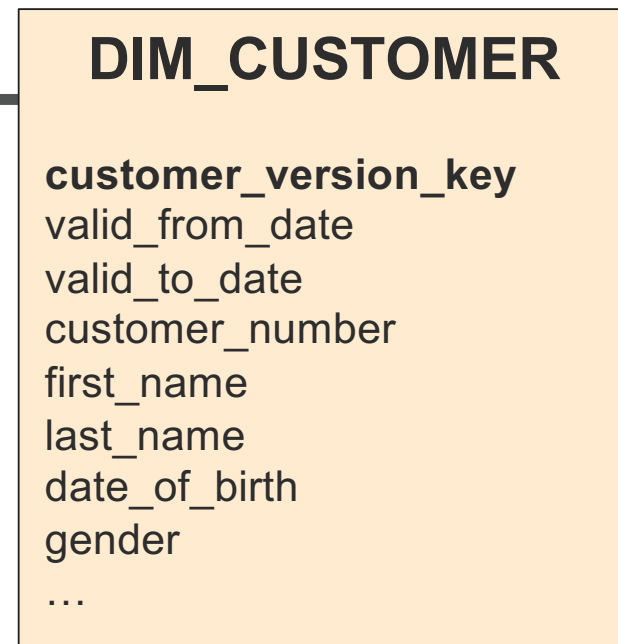 DIM_CUSTOMER
customer_version_key
valid_from_date
valid_to_date
customer_number
first_name
last_name
date_of_birth
gender
…